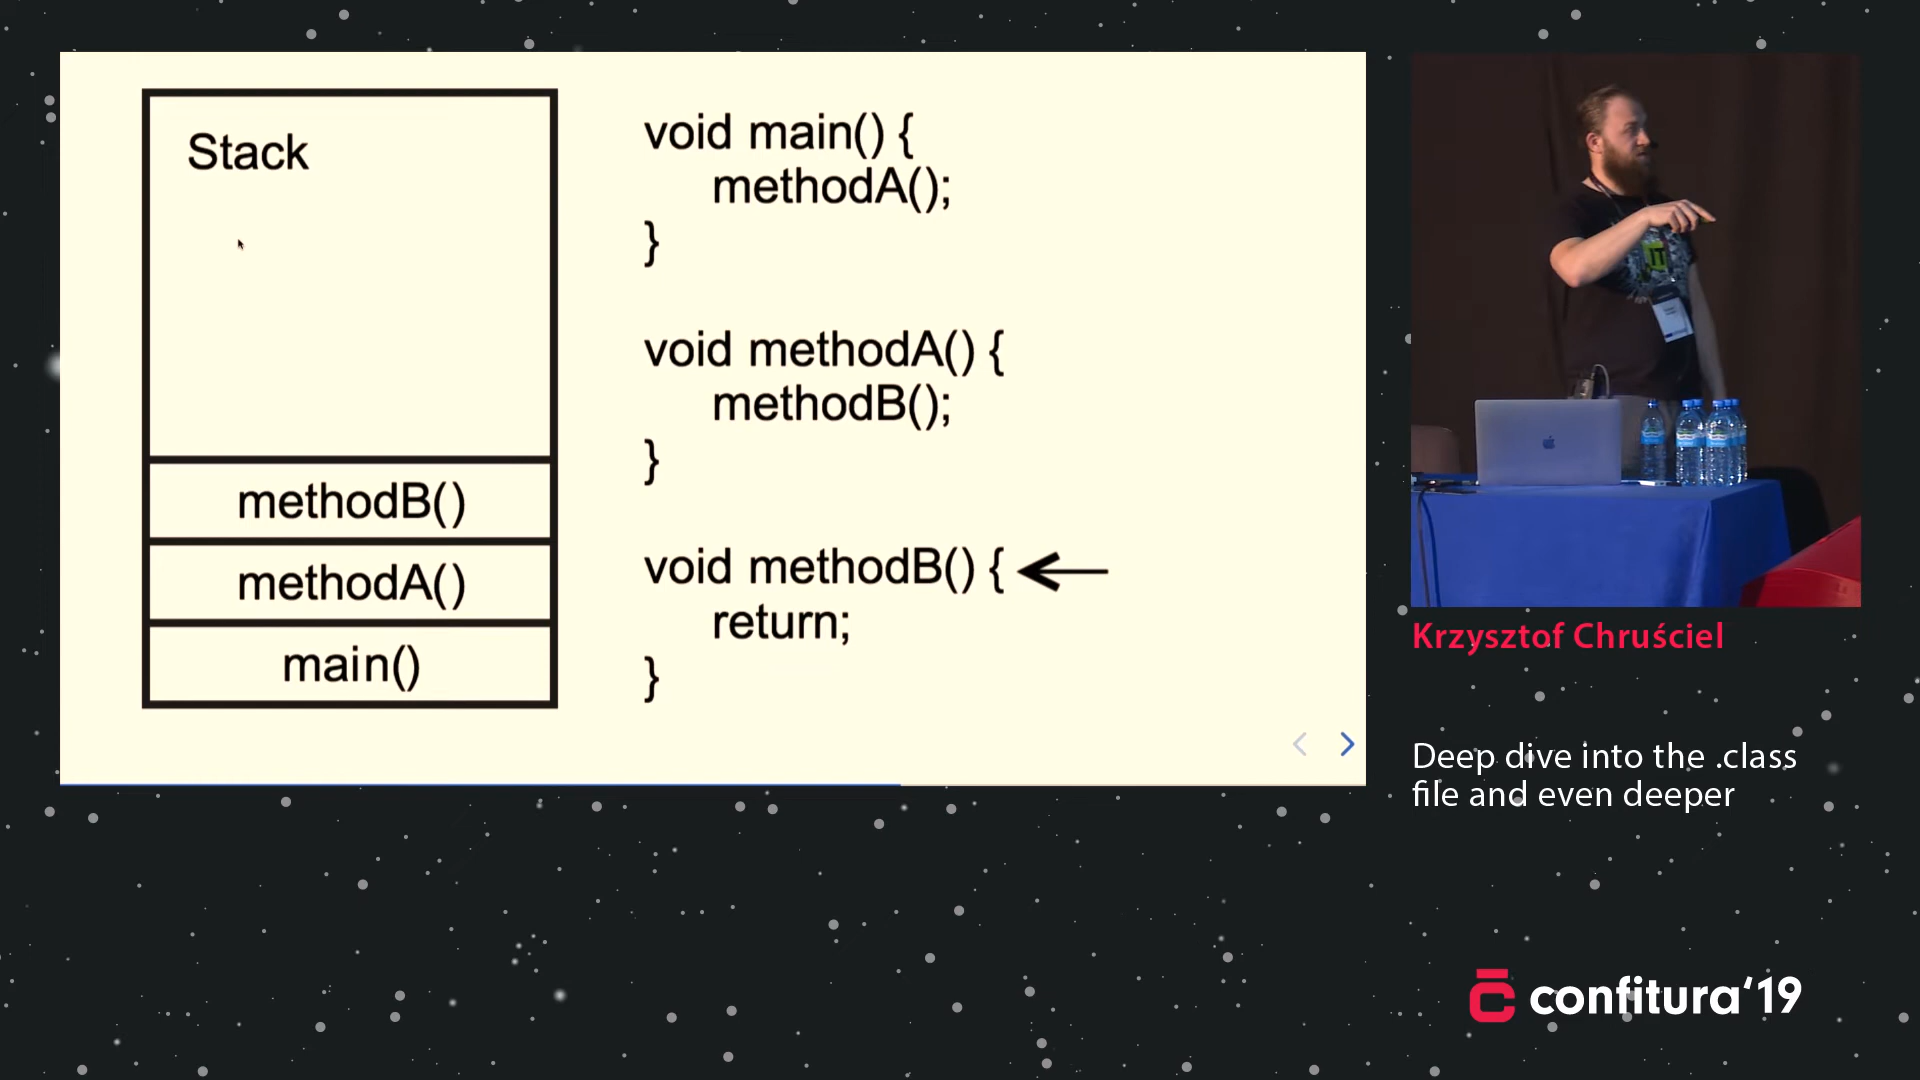 Stack
methodB()
methodA()
main()
void main() {
methodA();
}
void methodA() {
methodB();
}
void methodB() {
return;
}
IT
Krzysztof Chruściel
Deep dive into the .class
file and even deeper
confitura'19